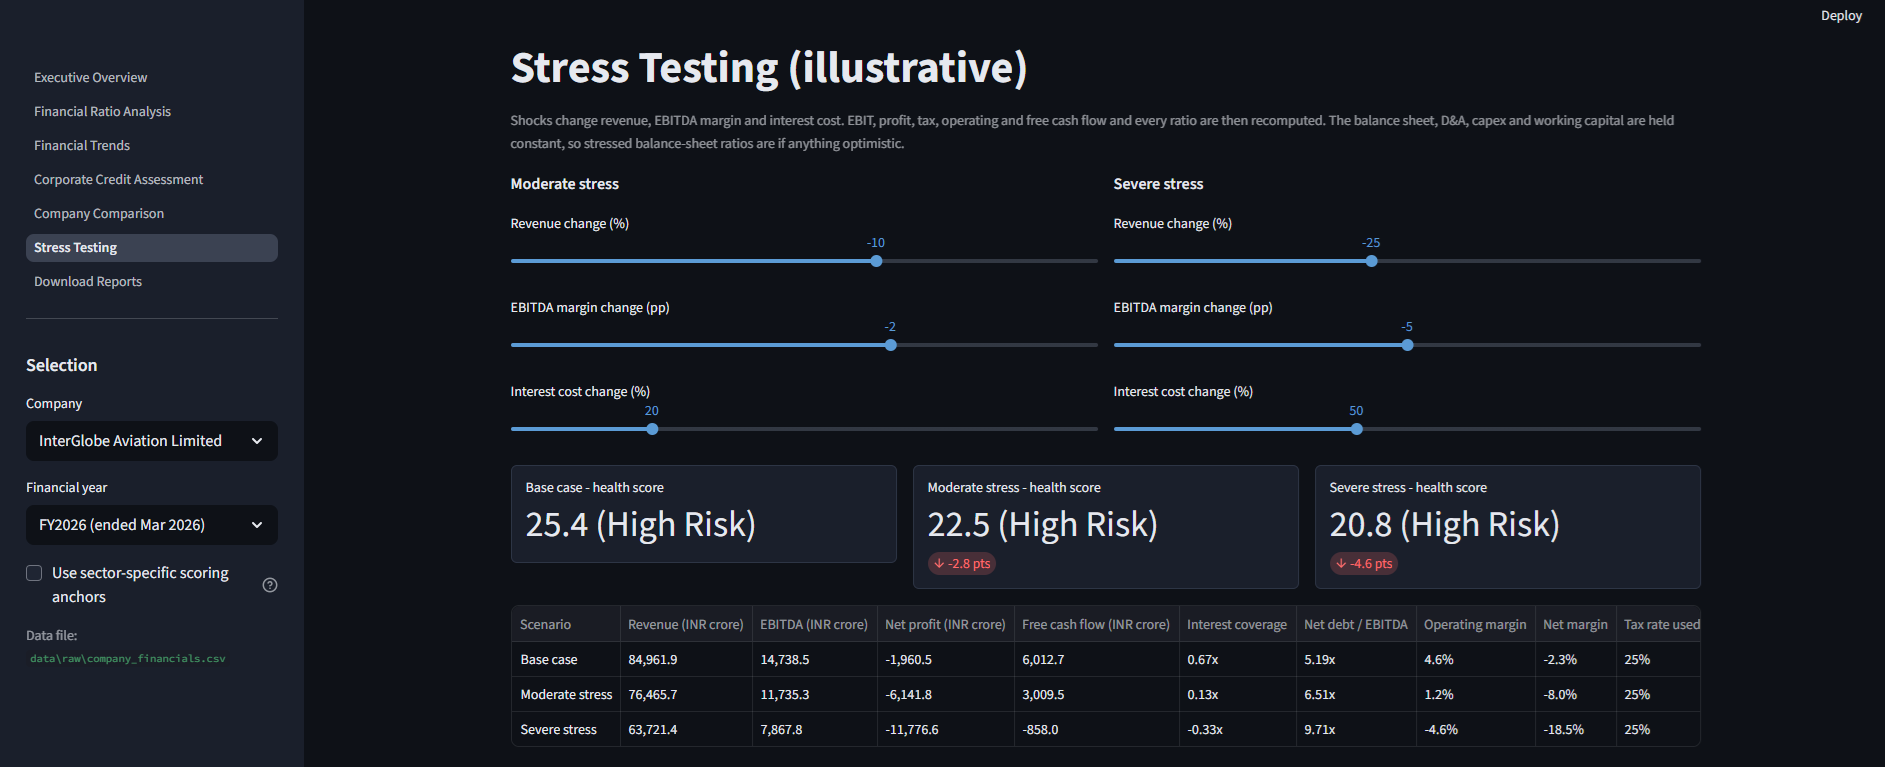 Deploy
Executive Overview
Financial Ratio Analysis
Financial Trends
Corporate Credit Assessment
Company Comparison
Stress Testing
Download Reports
Selection
Company
InterGlobe Aviation Limited
Financial year
FY2026 (ended Mar 2026)
Use sector-specific scoring
anchors
Data file:
data\raw\company_financials.csv
Stress Testing (illustrative)
Shocks change revenue, EBITDA margin and interest cost. EBIT, profit, tax, operating and free cash flow and every ratio are then recomputed. The balance sheet, D&A, capex and working capital are held
constant, so stressed balance-sheet ratios are if anything optimistic.
Moderate stress
Revenue change (%)
-10
EBITDA margin change (pp)
-2
Interest cost change (%)
20
Severe stress
Revenue change (%)
-25
EBITDA margin change (pp)
-5
Interest cost change (%)
50
Base case - health score
25.4 (High Risk)
Moderate stress - health score
22.5 (High Risk)
↓ -2.8 pts
Severe stress - health score
20.8 (High Risk)
↓ -4.6 pts
Scenario Revenue (INR crore) EBITDA (INR crore) Net profit (INR crore) Free cash flow (INR crore) Interest coverage Net debt / EBITDA Operating margin Net margin Tax rate used
Base case 84,961.9 14,738.5 -1,960.5 6,012.7 0.67x 5.19x 4.6% -2.3% 25%
Moderate stress 76,465.7 11,735.3 -6,141.8 3,009.5 0.13x 6.51x 1.2% -8.0% 25%
Severe stress 63,721.4 7,867.8 -11,776.6 -858.0 -0.33x 9.71x -4.6% -18.5% 25%